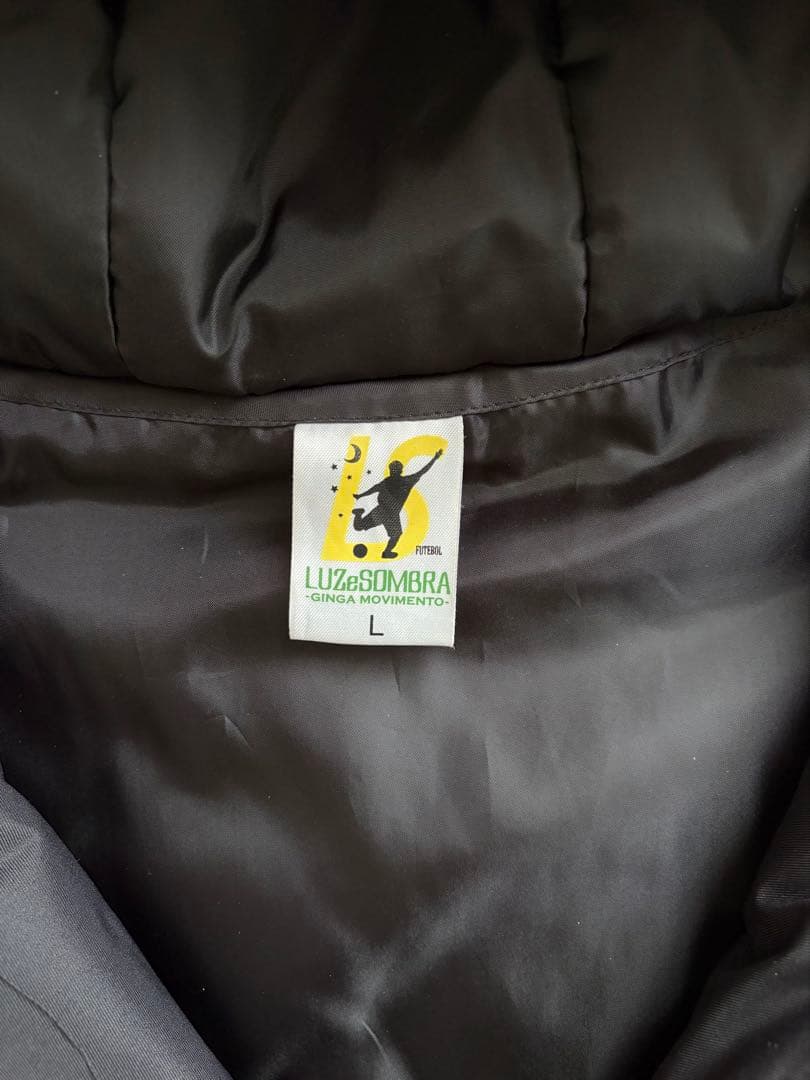 LS
FUTEBOL
LUZeSOMBRA
-GINGA MOVIMENTO-
L